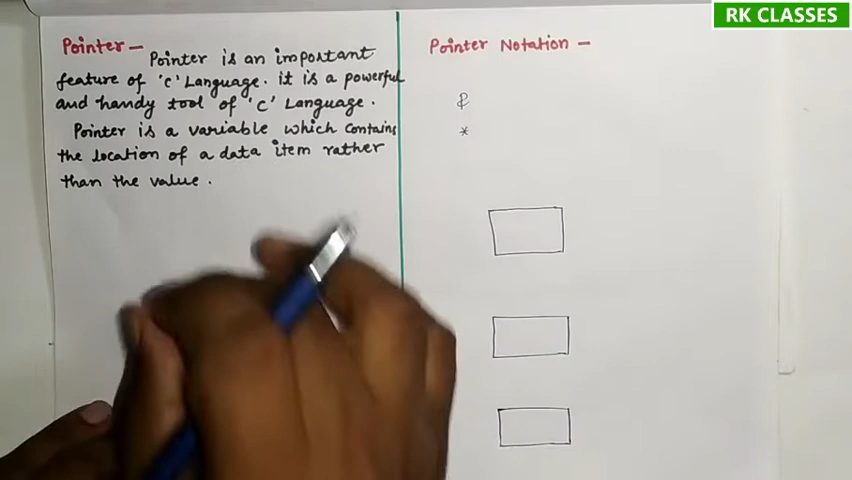 RK CLASSES
Pointer —
Pointer is an important
feature of 'C' Language. it is a powerful
and handy tool of 'C' Language.
Pointer is a variable which contains
the location of a data item rather
than the value.
Pointer Notation —
&
*